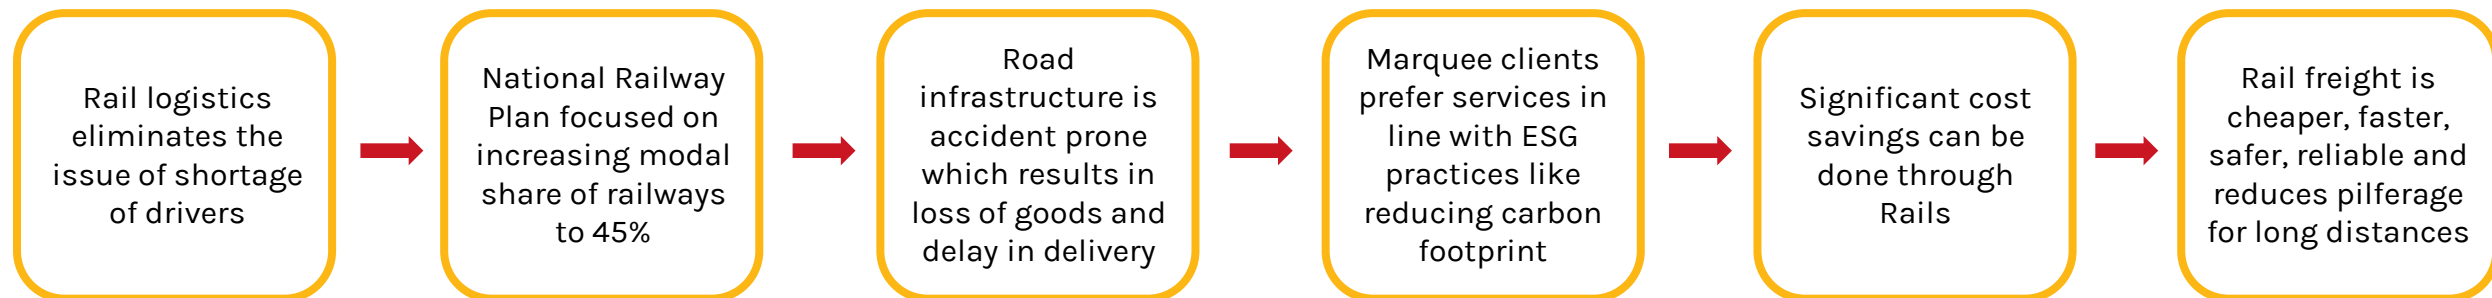 Rail logistics
eliminates the
issue of shortage
of drivers
National Railway
Plan focused on
increasing modal
share of railways
to 45%
Road
infrastructure is
accident prone
which results in
loss of goods and
delay in delivery
Marquee clients
prefer services in
line with ESG
practices like
reducing carbon
footprint
Significant cost
savings can be
done through
Rails
Rail freight is
cheaper, faster,
safer, reliable and
reduces pilferage
for long distances